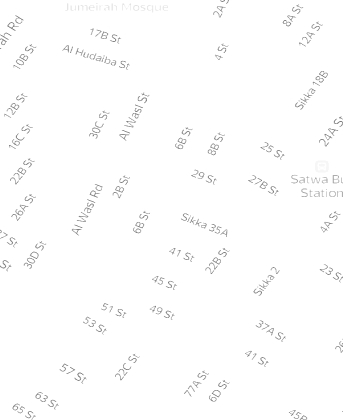 Jumeirah Mosque
2A St
8A St
17B St
12A St
10B St
Al Hudaiba St
4 St
Sikka 18B
12B St
Al Wasl St
30C St
16C St
6B St
8B St
24A St
25 St
22B St
29 St
27B St
Satwa Bu
Station
2B St
26A St
Al Wasl Rd
6B St
Sikka 35A
4A St
30D St
41 St
22B St
23 St
45 St
Sikka 2
51 St
49 St
53 St
37A St
41 St
57 St
22C St
77A St
6D St
63 St
65 St
45B